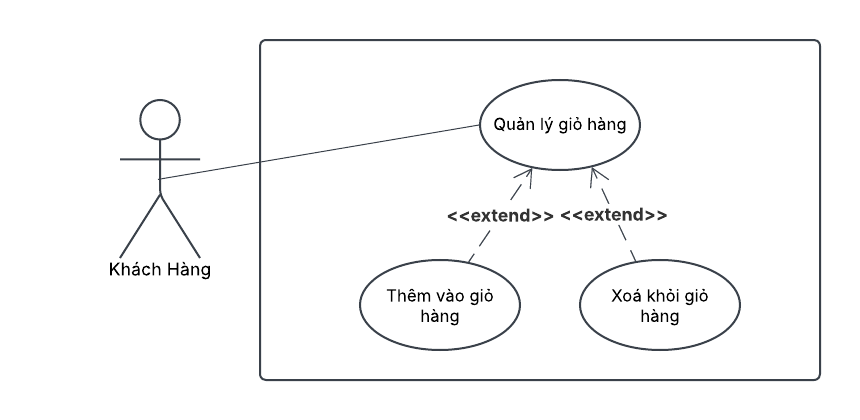 Quản lý giỏ hàng
<<extend>> <<extend>>
Khách Hàng
Thêm vào giỏ
hàng
Xoá khỏi giỏ
hàng